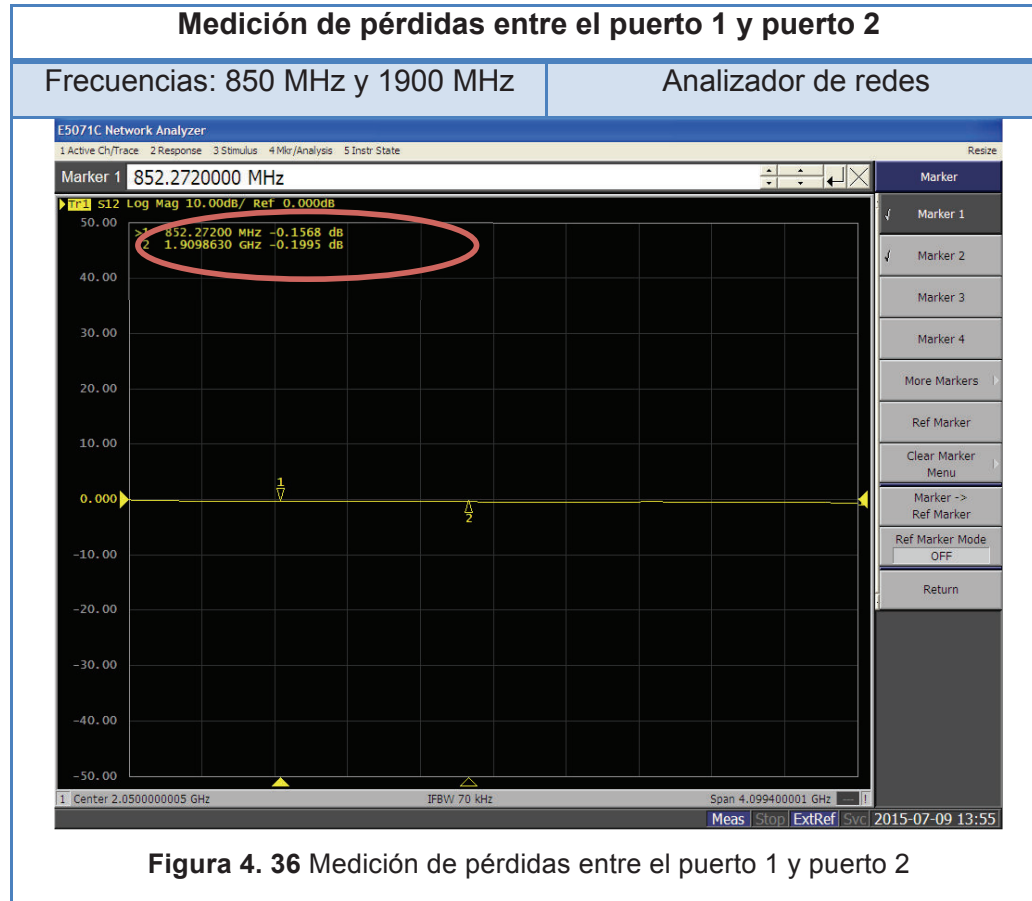 Medición de pérdidas entre el puerto 1 y puerto 2
Frecuencias: 850 MHz y 1900 MHz
Analizador de redes
E5071C Network Analyzer
1 Active Ch/Trace 2 Response 3 Stimulus 4 Mkr/Analysis 5 Instr State
Resize
Marker 1 852.2720000 MHz
Tr1 S12 Log Mag 10.00dB/ Ref 0.000dB
>1 852.27200 MHz -0.1568 dB
2 1.9098630 GHz -0.1995 dB
50.00
40.00
30.00
20.00
10.00
0.000
-10.00
-20.00
-30.00
-40.00
-50.00
1
2
1 Center 2.0500000005 GHz
IFBW 70 kHz
Span 4.099400001 GHz
!
Marker
√ Marker 1
√ Marker 2
Marker 3
Marker 4
More Markers
Ref Marker
Clear Marker
Menu
Marker ->
Ref Marker
Ref Marker Mode
OFF
Return
Meas Stop ExtRef Svc 2015-07-09 13:55
Figura 4. 36 Medición de pérdidas entre el puerto 1 y puerto 2